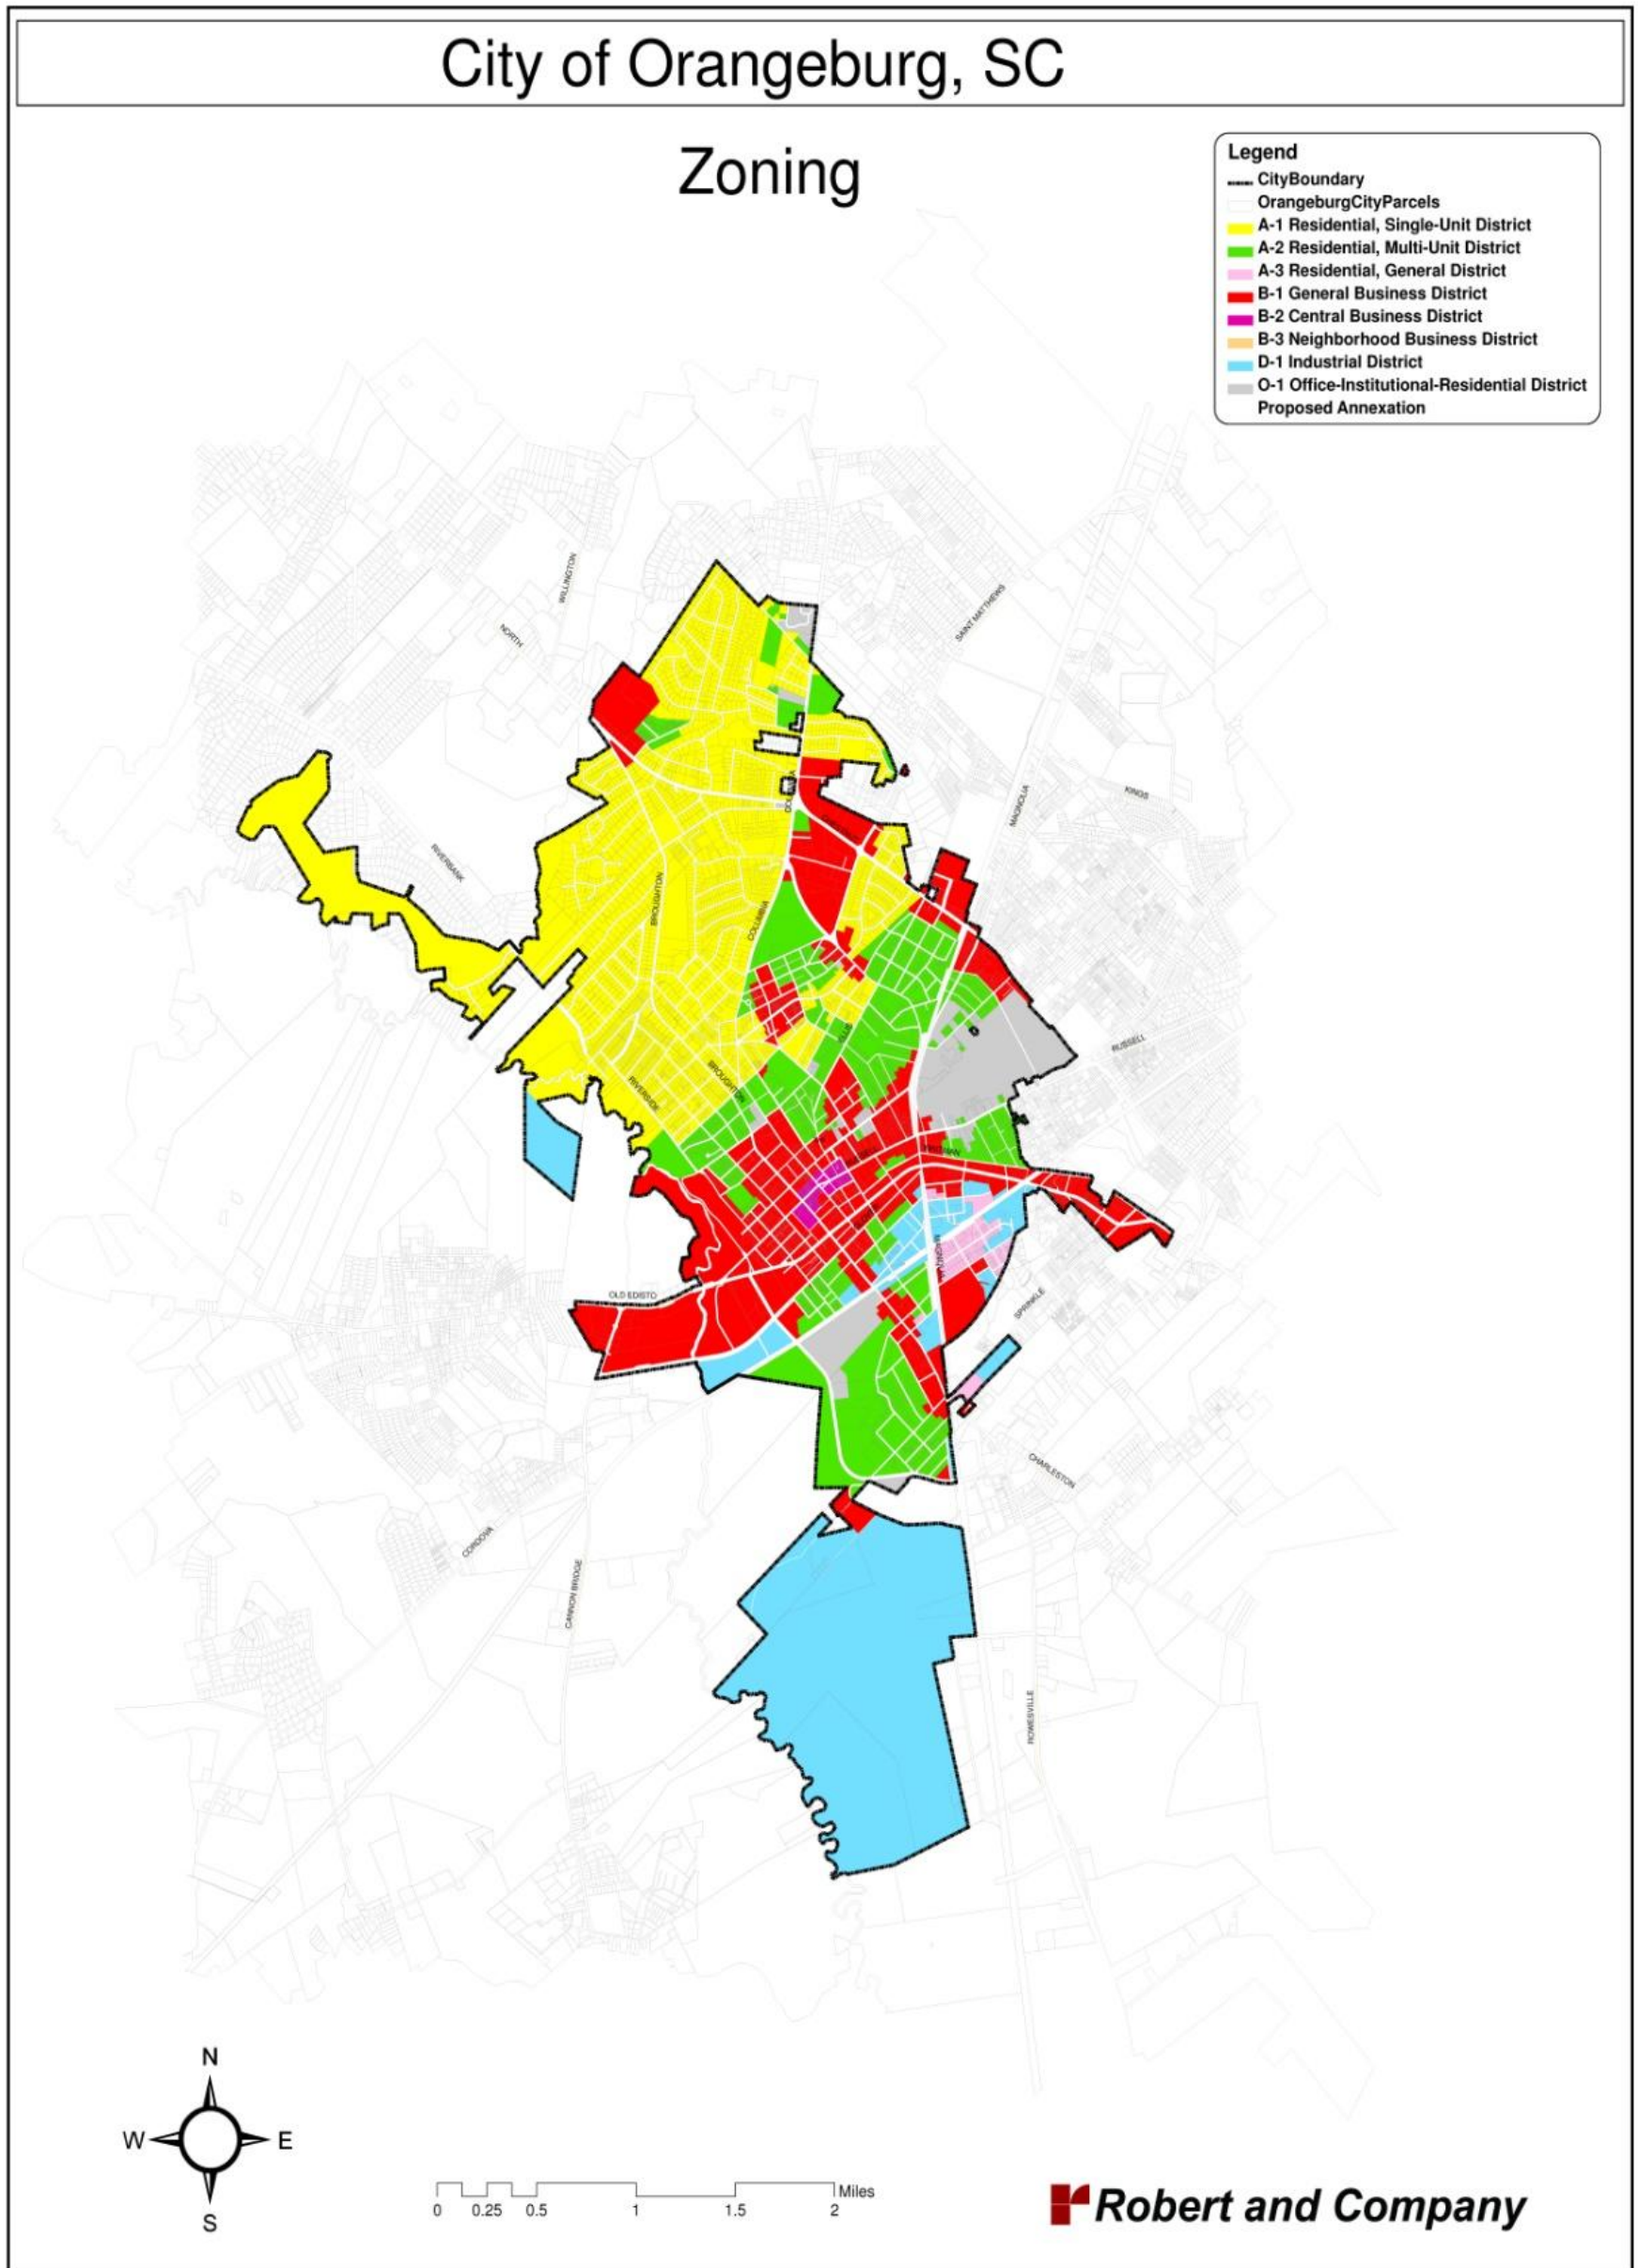 City of Orangeburg, SC
Zoning
Legend
CityBoundary
OrangeburgCityParcels
A-1 Residential, Single-Unit District
A-2 Residential, Multi-Unit District
A-3 Residential, General District
B-1 General Business District
B-2 Central Business District
B-3 Neighborhood Business District
D-1 Industrial District
O-1 Office-Institutional-Residential District
Proposed Annexation
WILLINGTON
NORTH
SAINT MATTHEWS
KINGS
MAGNOLIA
RIVERBANK
BROUGHTON
COLUMBIA
RUSSELL
BROUGHTON
RIVERSIDE
MAGNOLIA
OLD EDISTO
SPRINKLE
CHARLESTON
CORDOVA
CANNON BRIDGE
ROWESVILLE
N
W E
S
0 0.25 0.5 1 1.5 2 Miles
Robert and Company